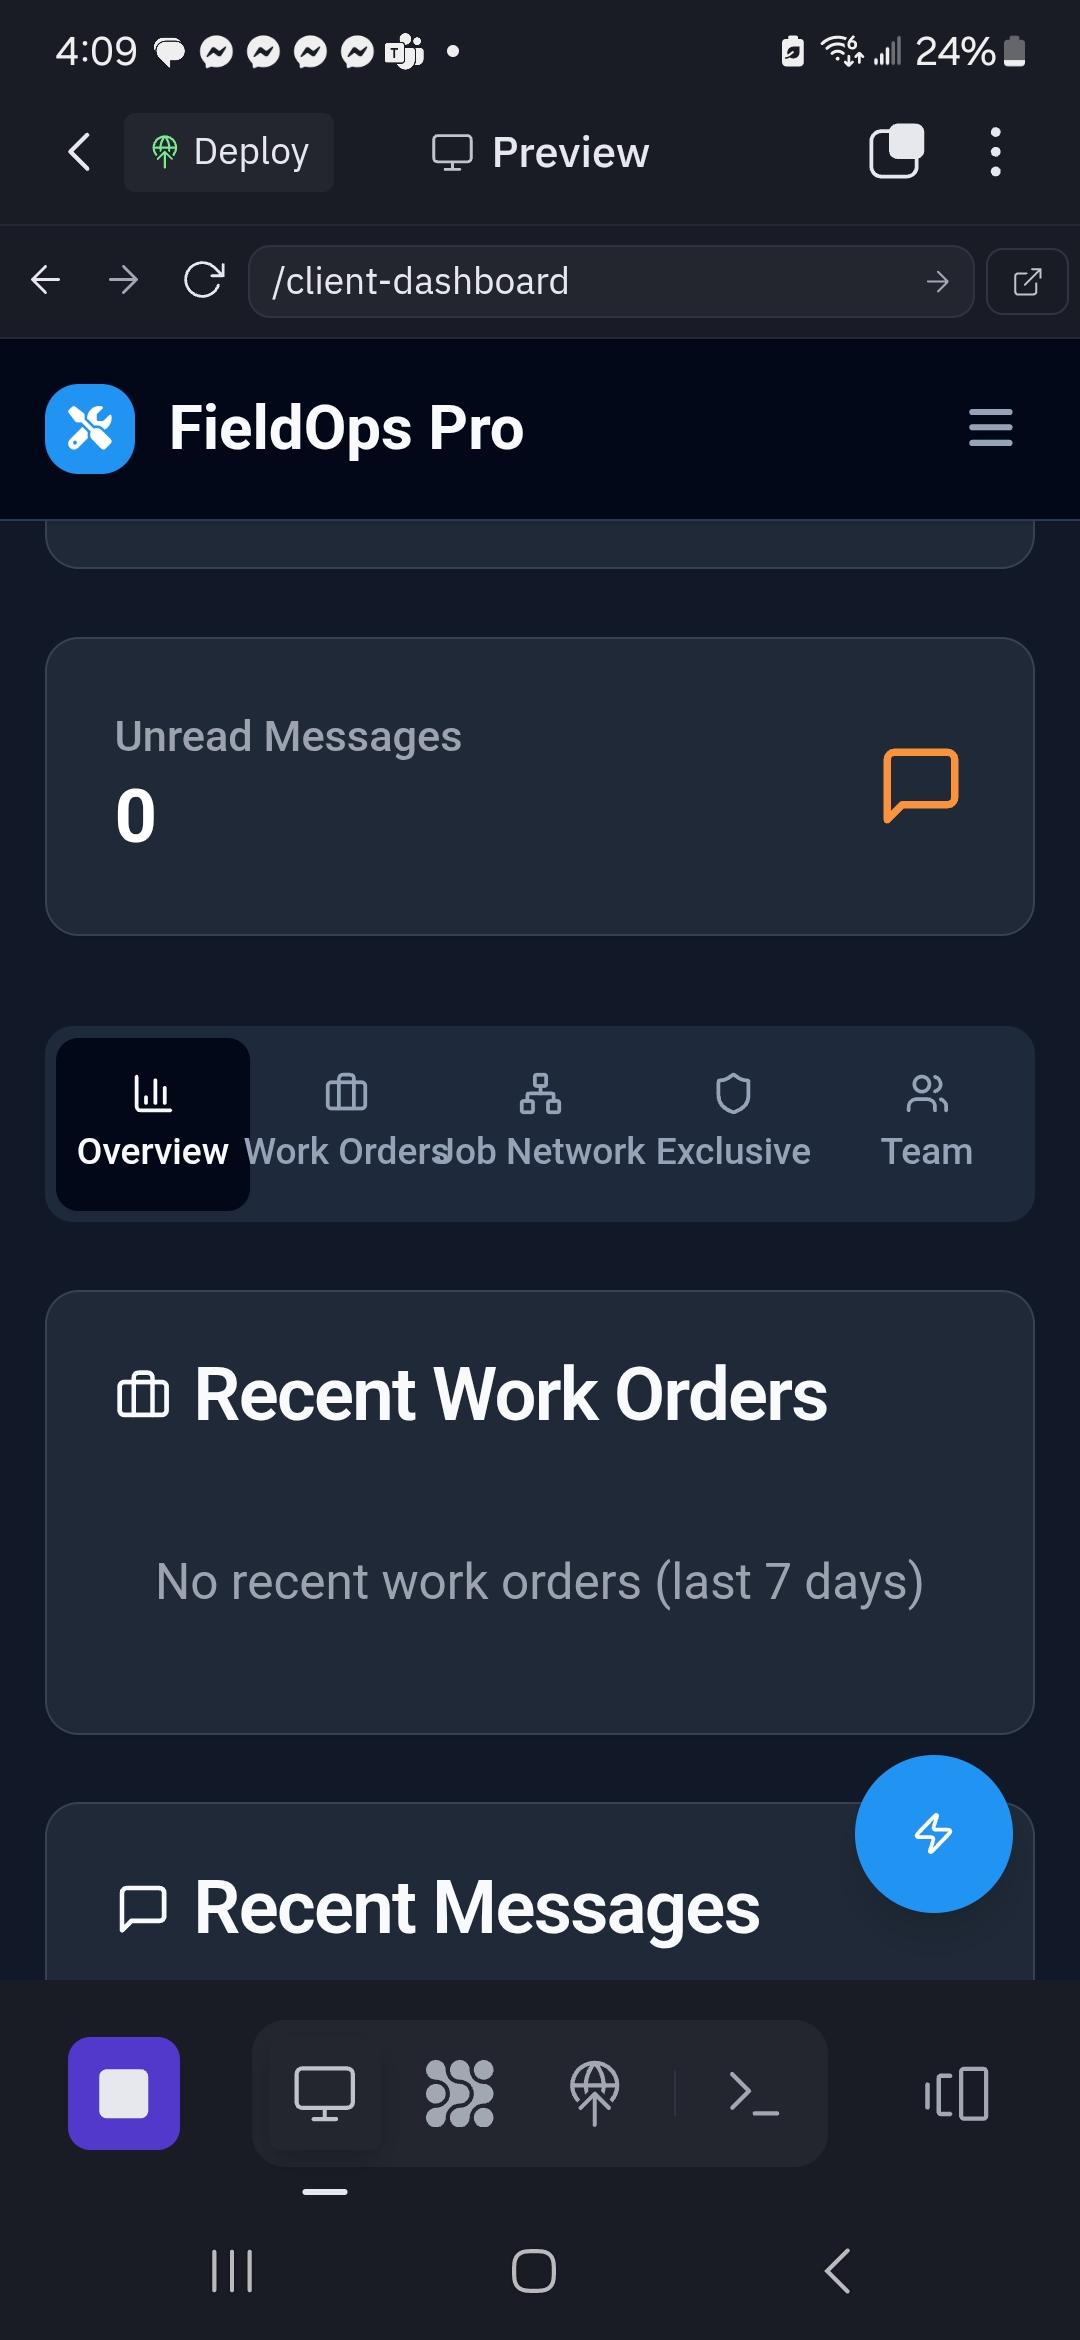 4:09
24%
Deploy
Preview
/client-dashboard
FieldOps Pro
Unread Messages
0
Overview
Work Orders
Job Network
Exclusive
Team
Recent Work Orders
No recent work orders (last 7 days)
Recent Messages